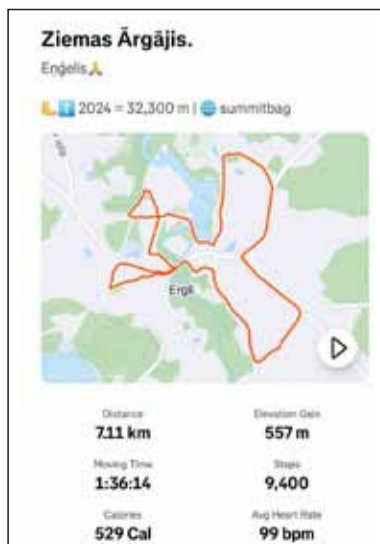 Ziemas Ārgājis.
Eņģelis🙏
2024 = 32,300 m | 🌐 summitbag
Ergli
Distance
7.11 km
Elevation Gain
557 m
Moving Time
1:36:14
Steps
9,400
Calories
529 Cal
Avg Heart Rate
99 bpm